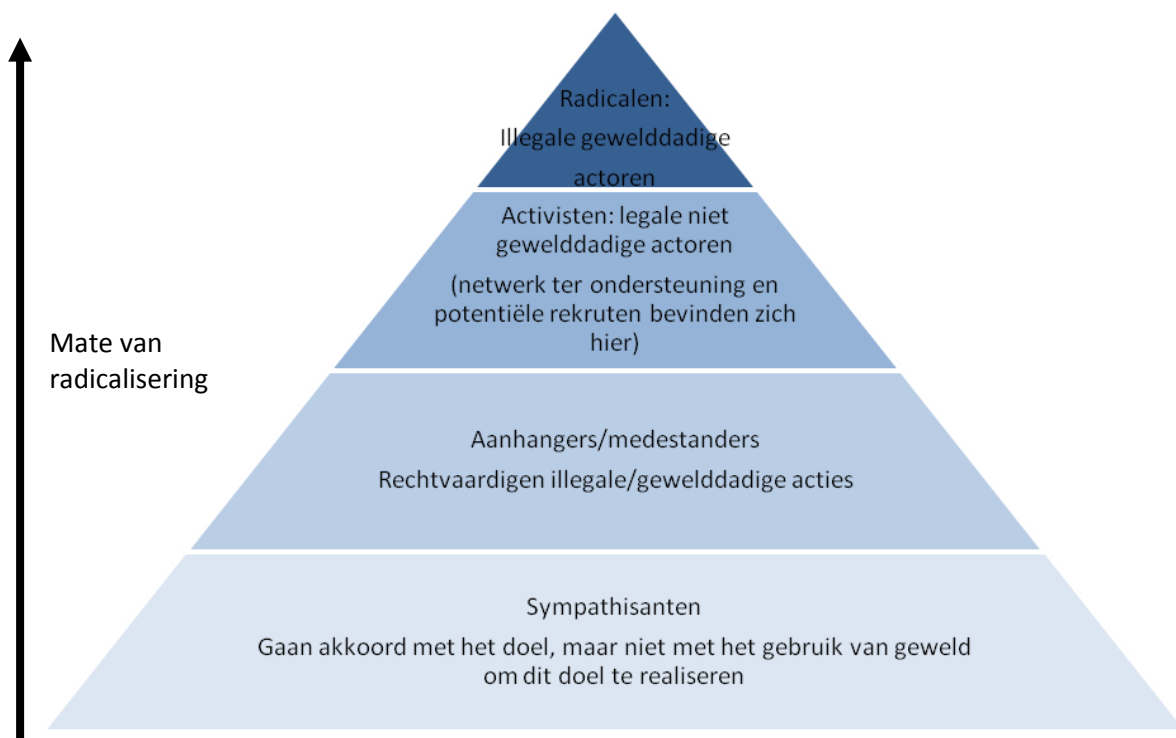 Radicalen:
Illegale gewelddadige
actoren
Activisten: legale niet
gewelddadige actoren
(netwerk ter ondersteuning en
potentiële rekruten bevinden zich
hier)
Mate van
radicalisering
Aanhangers/medestanders
Rechtvaardigen illegale/gewelddadige acties
Sympathisanten
Gaan akkoord met het doel, maar niet met het gebruik van geweld
om dit doel te realiseren